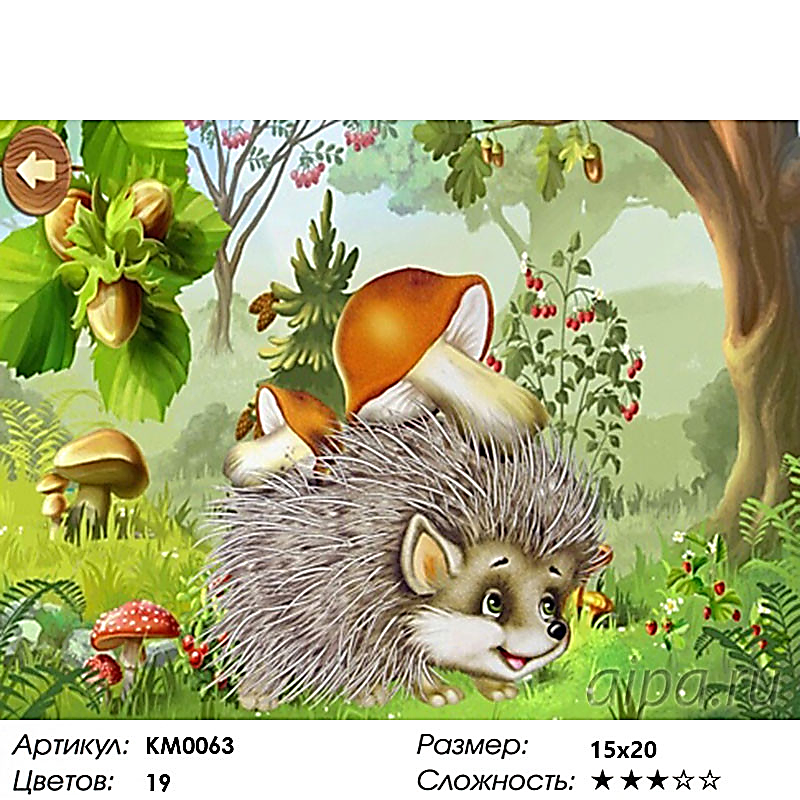 aipa.ru
Артикул: KM0063
Размер: 15x20
Цветов: 19
Сложность: ★★★☆☆